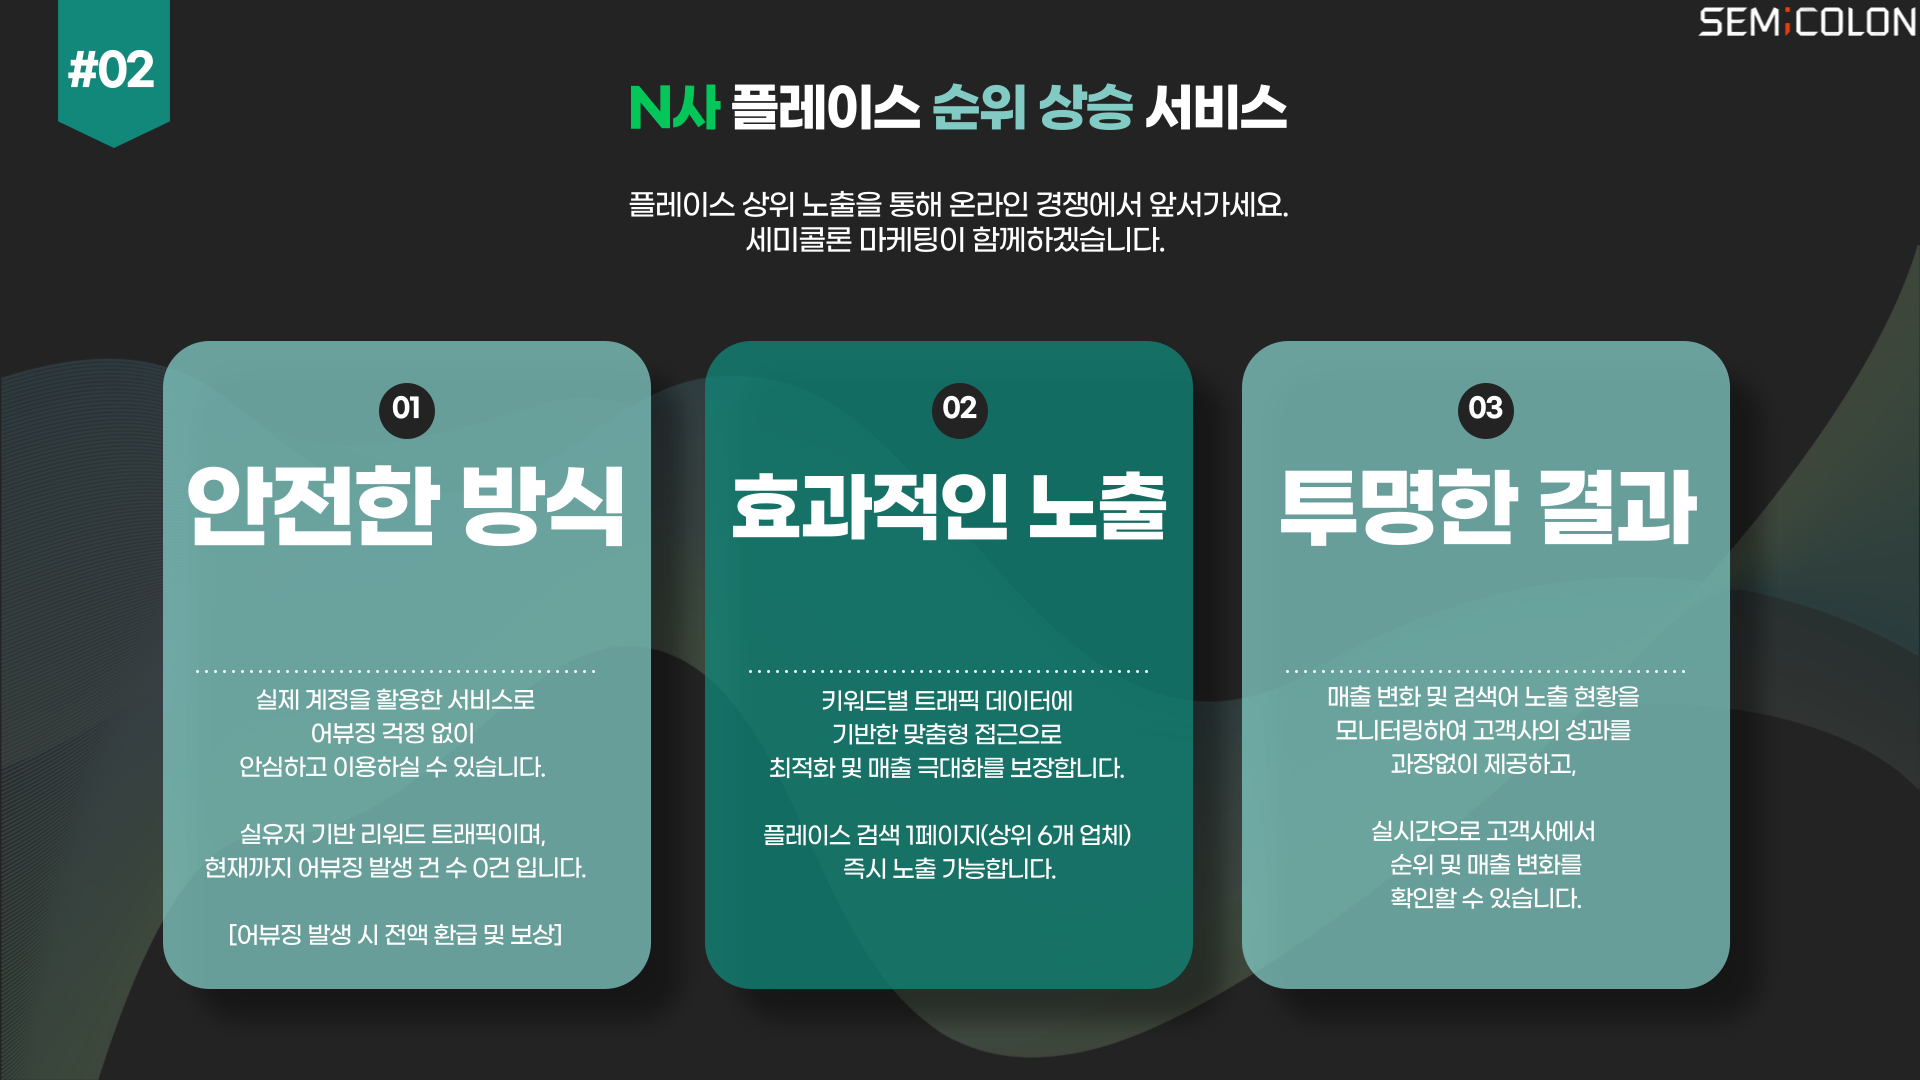 #02
SEMiCOLON
N사 플레이스 순위 상승 서비스
플레이스 상위 노출을 통해 온라인 경쟁에서 앞서가세요.
세미콜론 마케팅이 함께하겠습니다.
01
안전한 방식
실제 계정을 활용한 서비스로
어뷰징 걱정 없이
안심하고 이용하실 수 있습니다.
실유저 기반 리워드 트래픽이며,
현재까지 어뷰징 발생 건 수 0건 입니다.
[어뷰징 발생 시 전액 환급 및 보상]
02
효과적인 노출
키워드별 트래픽 데이터에
기반한 맞춤형 접근으로
최적화 및 매출 극대화를 보장합니다.
플레이스 검색 1페이지(상위 6개 업체)
즉시 노출 가능합니다.
03
투명한 결과
매출 변화 및 검색어 노출 현황을
모니터링하여 고객사의 성과를
과장없이 제공하고,
실시간으로 고객사에서
순위 및 매출 변화를
확인할 수 있습니다.